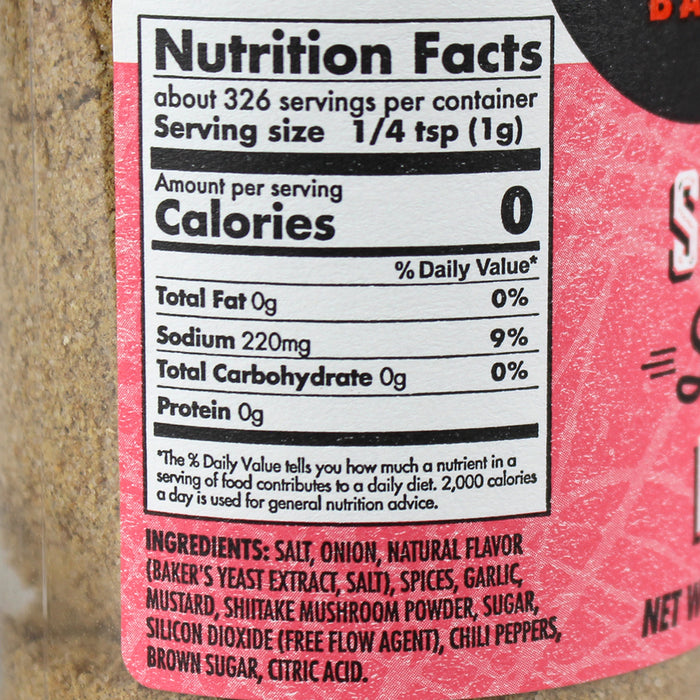 BA
Nutrition Facts
about 326 servings per container
Serving size 1/4 tsp (1g)
Amount per serving
Calories 0
% Daily Value*
Total Fat 0g 0%
Sodium 220mg 9%
Total Carbohydrate 0g 0%
Protein 0g
*The % Daily Value tells you how much a nutrient in a
serving of food contributes to a daily diet. 2,000 calories
a day is used for general nutrition advice.
INGREDIENTS: SALT, ONION, NATURAL FLAVOR
(BAKER'S YEAST EXTRACT, SALT), SPICES, GARLIC,
MUSTARD, SHIITAKE MUSHROOM POWDER, SUGAR,
SILICON DIOXIDE (FREE FLOW AGENT), CHILI PEPPERS,
BROWN SUGAR, CITRIC ACID.
S
NET